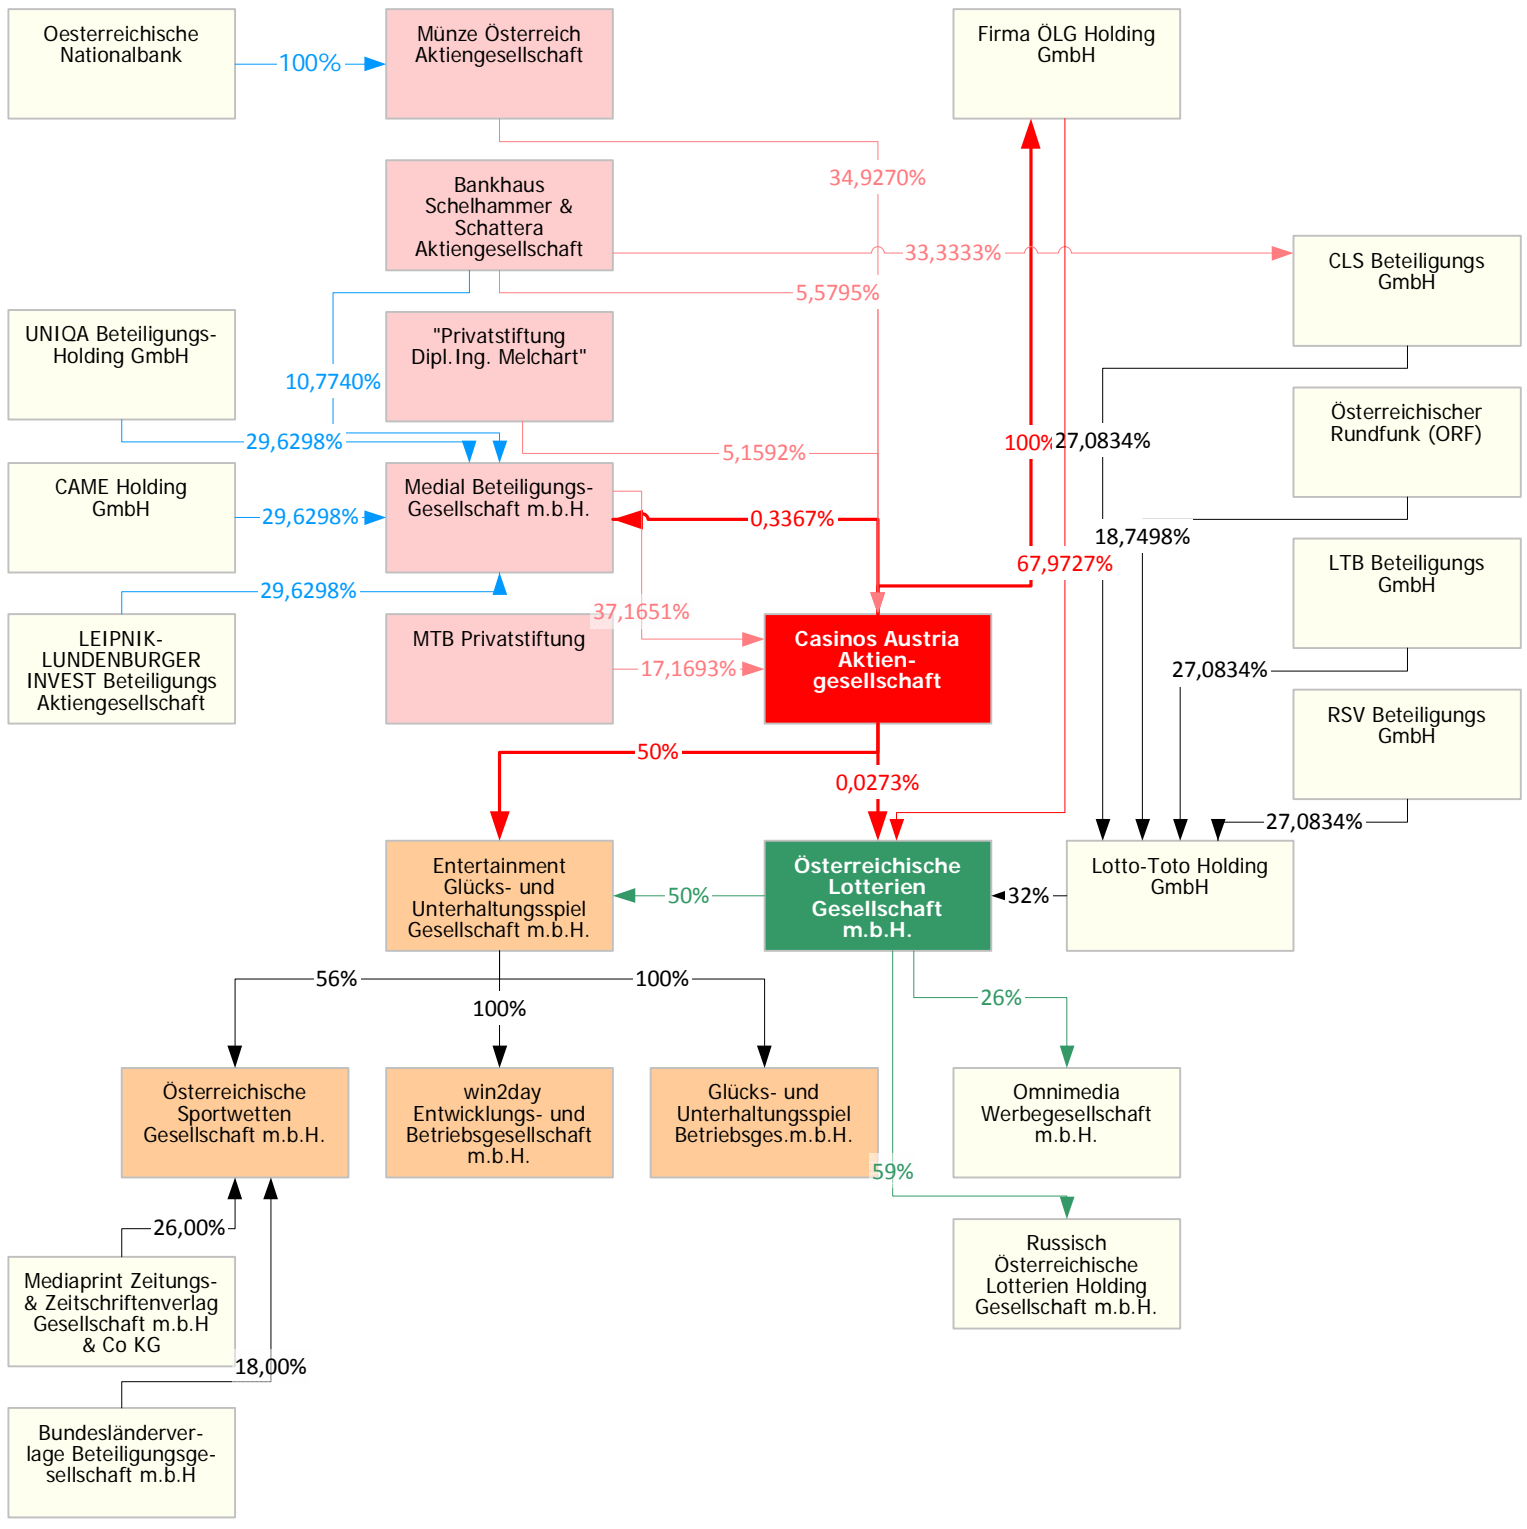 Oesterreichische
Nationalbank
100%
Münze Österreich
Aktiengesellschaft
Firma ÖLG Holding
GmbH
34,9270%
Bankhaus
Schelhammer &
Schattera
Aktiengesellschaft
33,3333%
CLS Beteiligungs
GmbH
5,5795%
UNIQA Beteiligungs-
Holding GmbH
"Privatstiftung
Dipl.Ing. Melchart"
10,7740%
Österreichischer
Rundfunk (ORF)
29,6298%
5,1592%
100%
27,0834%
CAME Holding
GmbH
29,6298%
Medial Beteiligungs-
Gesellschaft m.b.H.
0,3367%
18,7498%
LTB Beteiligungs
GmbH
67,9727%
29,6298%
37,1651%
LEIPNIK-
LUNDENBURGER
INVEST Beteiligungs
Aktiengesellschaft
MTB Privatstiftung
17,1693%
Casinos Austria
Aktien-
gesellschaft
27,0834%
RSV Beteiligungs
GmbH
50%
0,0273%
27,0834%
Entertainment
Glücks- und
Unterhaltungsspiel
Gesellschaft m.b.H.
50%
Österreichische
Lotterien
Gesellschaft
m.b.H.
32%
Lotto-Toto Holding
GmbH
56%
100%
100%
26%
Österreichische
Sportwetten
Gesellschaft m.b.H.
win2day
Entwicklungs- und
Betriebsgesellschaft
m.b.H.
Glücks- und
Unterhaltungsspiel
Betriebsges.m.b.H.
Omnimedia
Werbegesellschaft
m.b.H.
59%
26,00%
Russisch
Österreichische
Lotterien Holding
Gesellschaft m.b.H.
Mediaprint Zeitungs-
& Zeitschriftenverlag
Gesellschaft m.b.H
& Co KG
18,00%
Bundesländerver-
lage Beteiligungsge-
sellschaft m.b.H